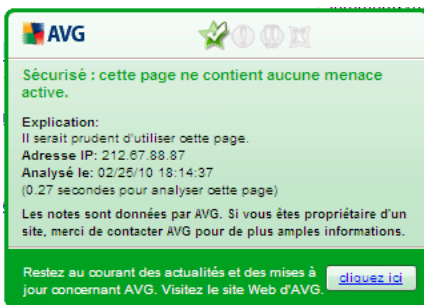 AVG
Sécurisé : cette page ne contient aucune menace
active.
Explication:
Il serait prudent d'utiliser cette page.
Adresse IP: 212.67.88.87
Analysé le: 02/25/10 18:14:37
(0.27 secondes pour analyser cette page)
Les notes sont données par AVG. Si vous êtes propriétaire d'un
site, merci de contacter AVG pour de plus amples informations.
Restez au courant des actualités et des mises à
jour concernant AVG. Visitez le site Web d'AVG.
cliquez ici